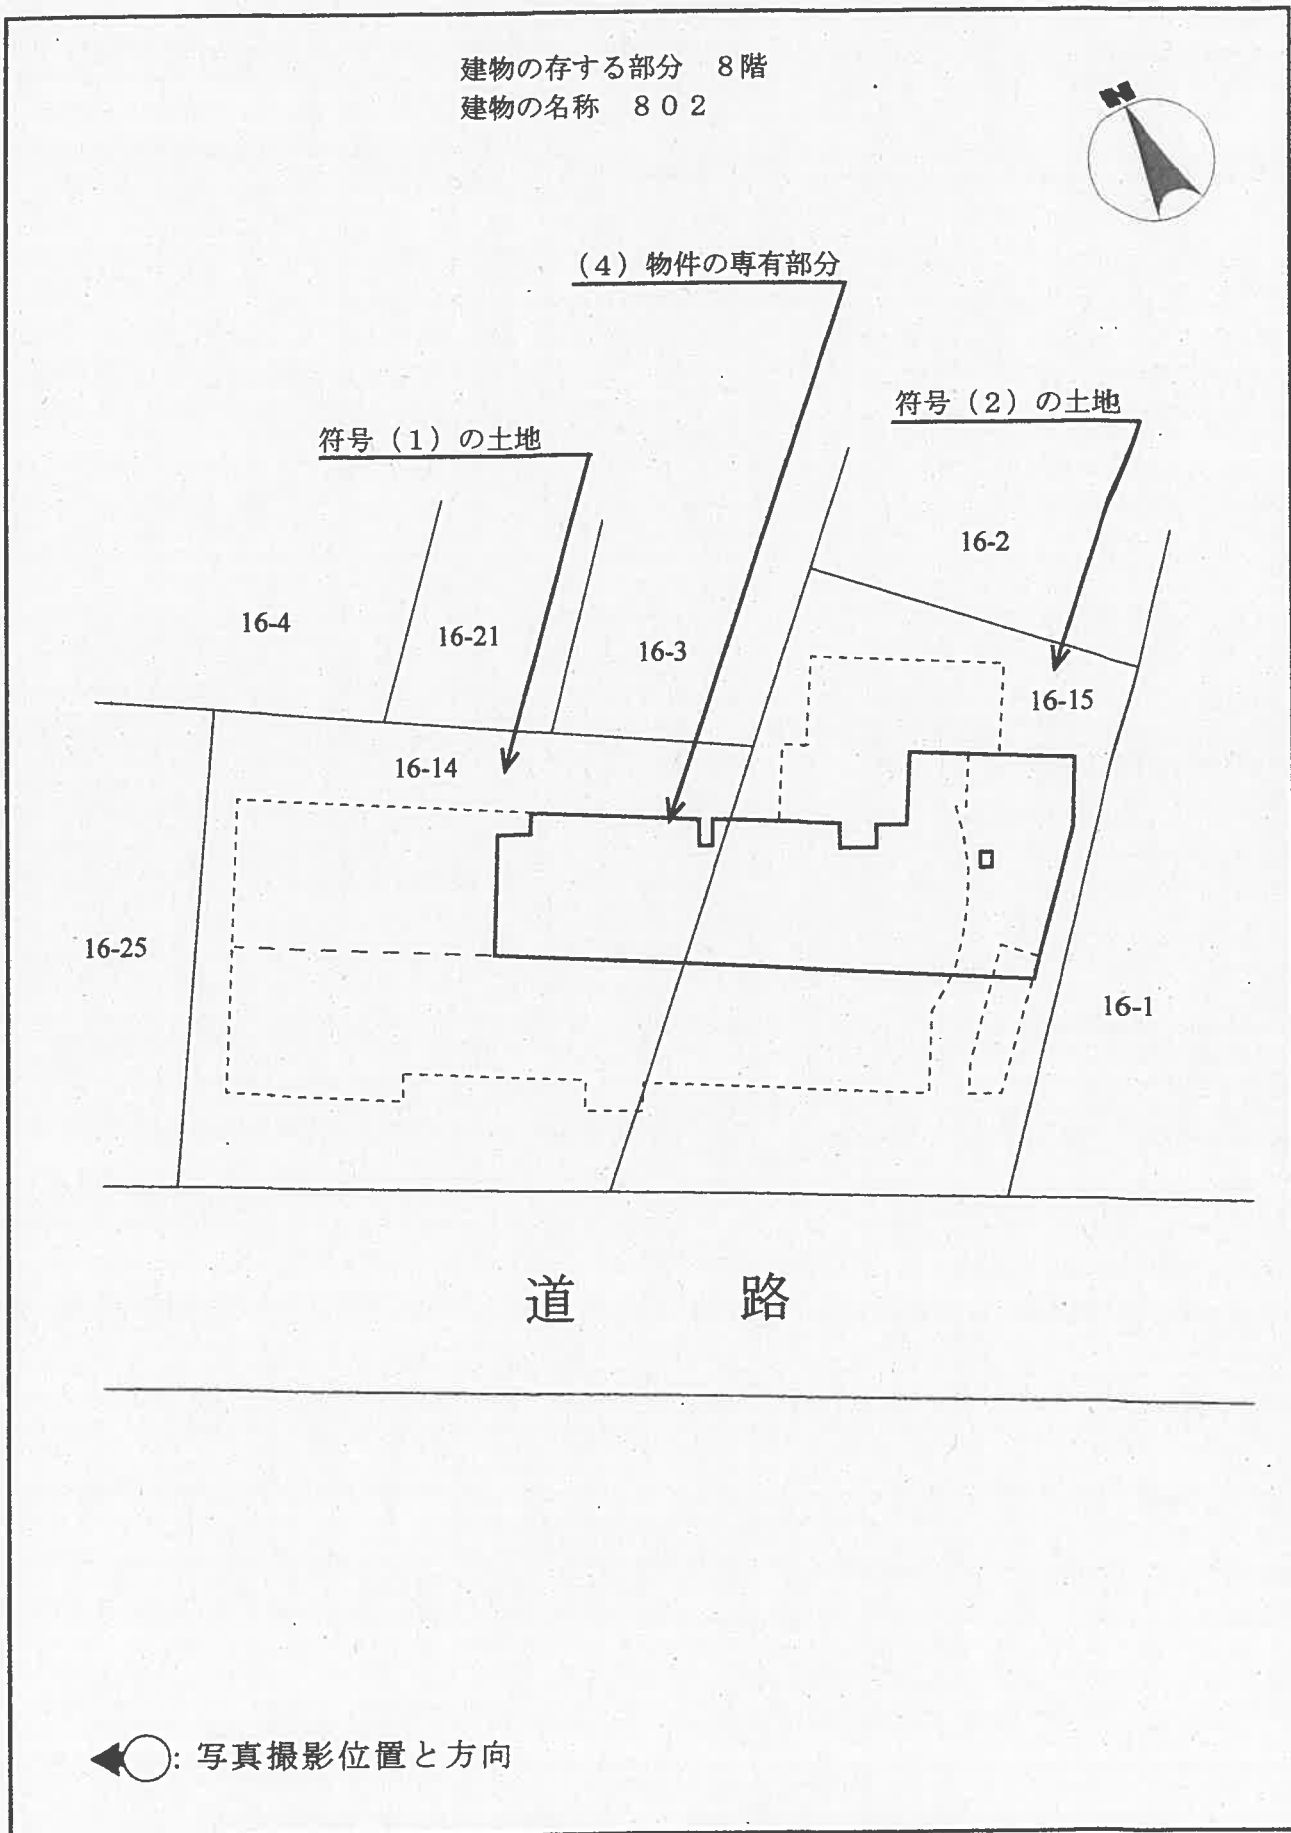 建物の存する部分　8階
建物の名称　８０２
N
(4) 物件の専有部分
符号（２）の土地
符号（１）の土地
16-2
16-4
16-21
16-3
16-15
16-14
16-25
16-1
道　路
: 写真撮影位置と方向